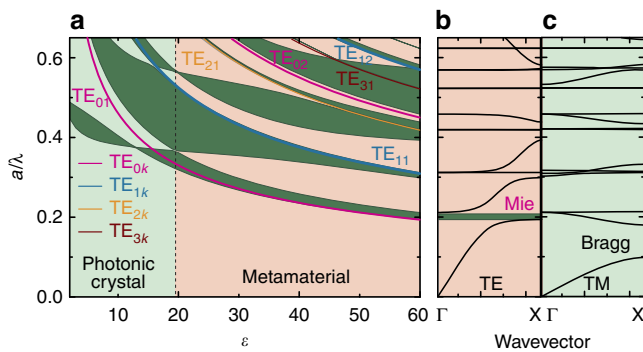 a
b
c
0.6
0.4
0.2
0.0
a/λ
TE01
TE21
TE02
TE12
TE31
TE11
TE0k
TE1k
TE2k
TE3k
Photonic
crystal
Metamaterial
10 20 30 40 50 60
ε
Mie
TE
Bragg
TM
Γ X Γ X
Wavevector